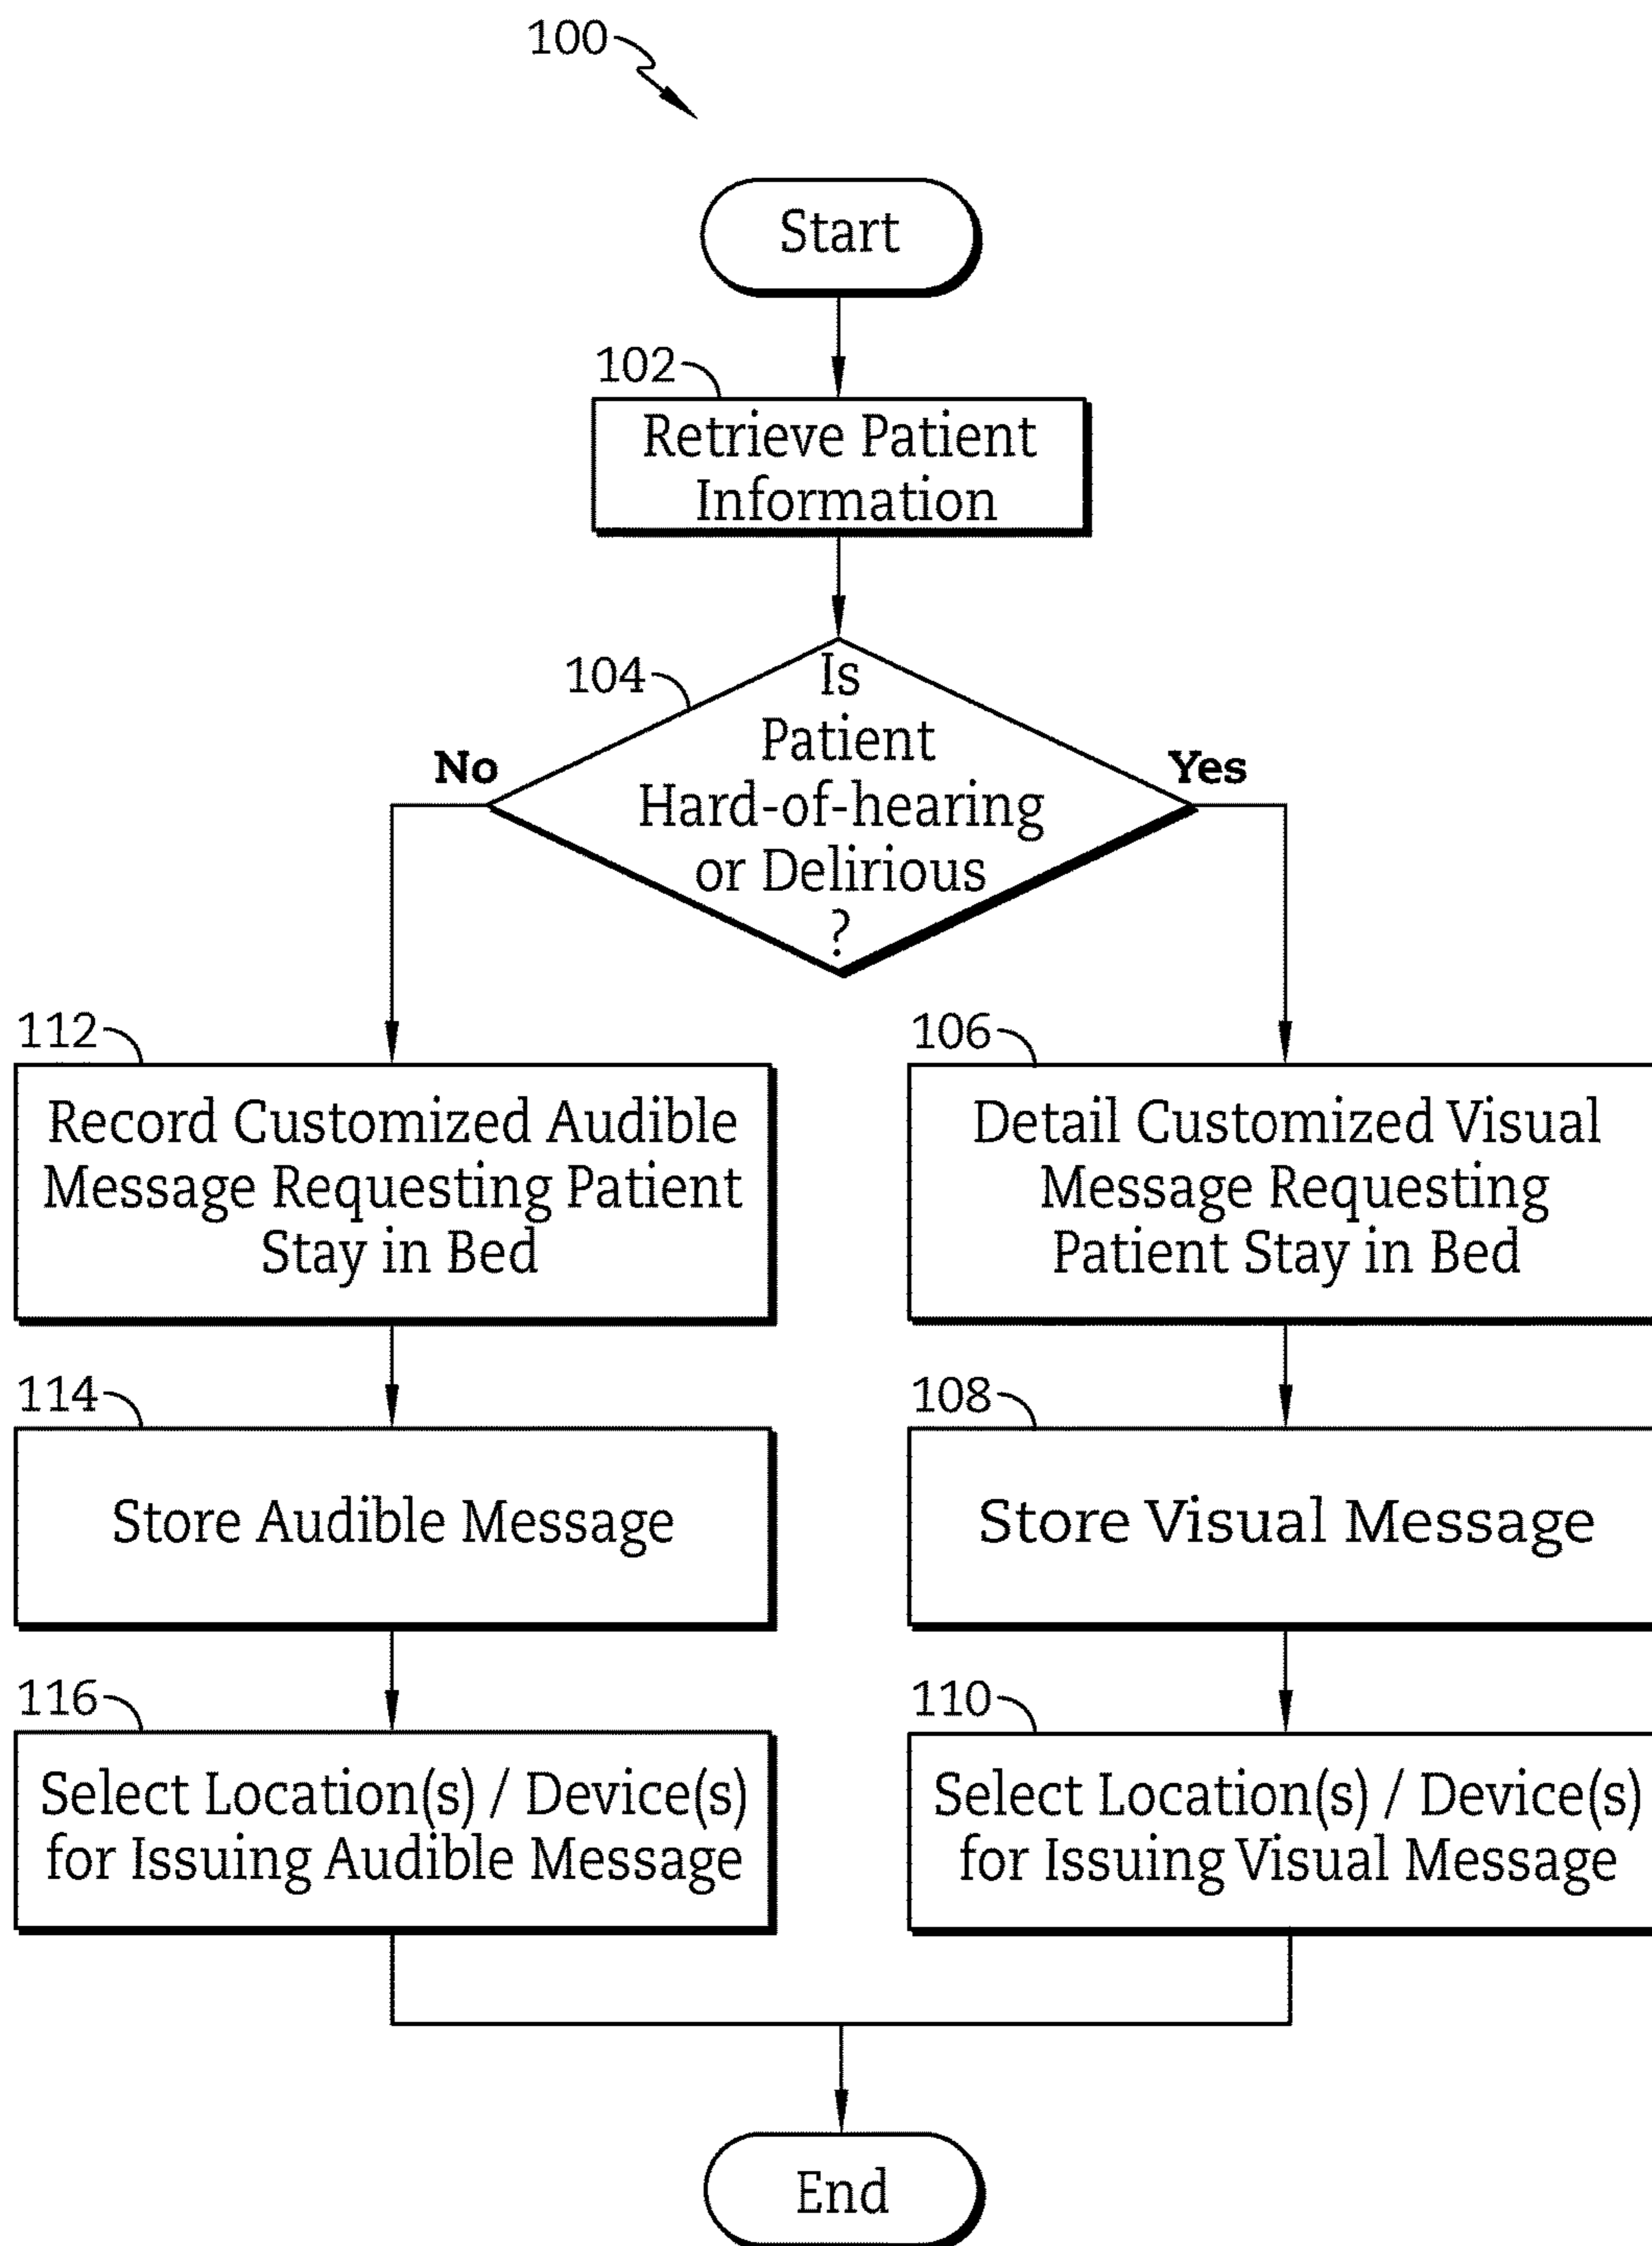 100
Start
102
Retrieve Patient
Information
104
Is
Patient
Hard-of-hearing
or Delirious
?
No
Yes
112
Record Customized Audible
Message Requesting Patient
Stay in Bed
106
Detail Customized Visual
Message Requesting
Patient Stay in Bed
114
Store Audible Message
108
Store Visual Message
116
Select Location(s) / Device(s)
for Issuing Audible Message
110
Select Location(s) / Device(s)
for Issuing Visual Message
End